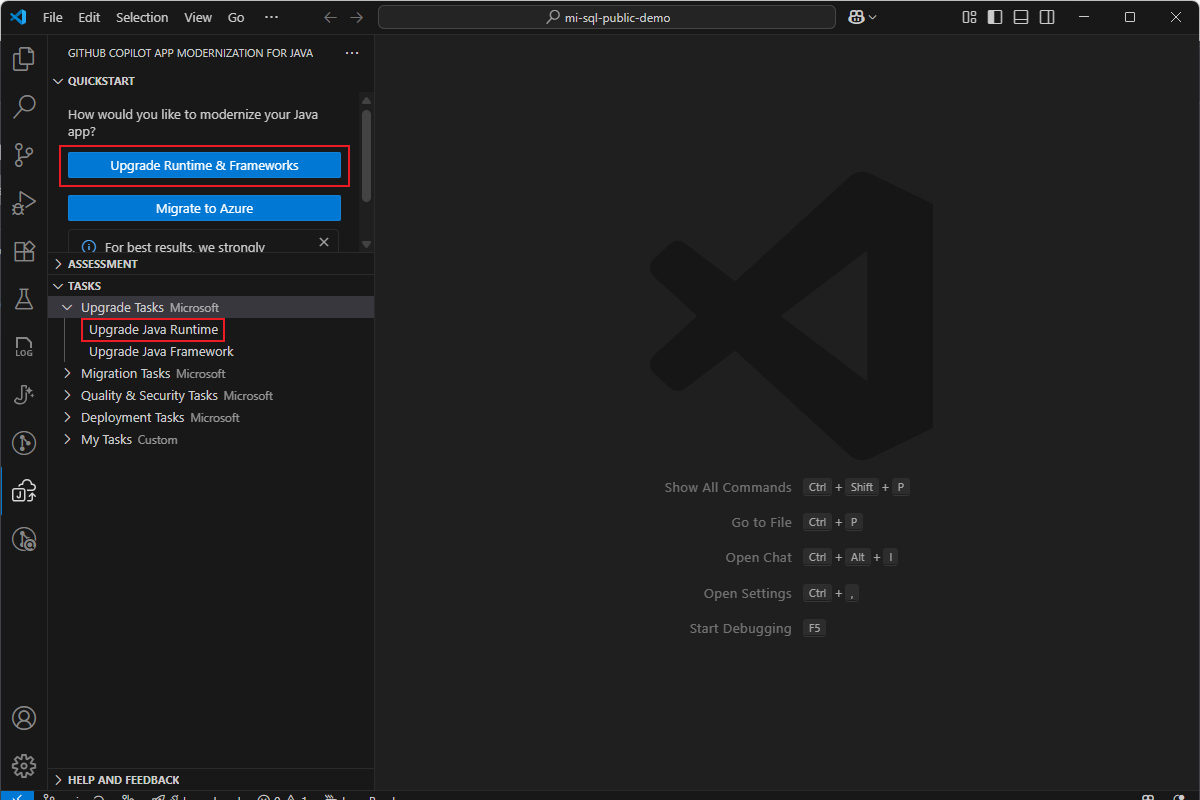 File Edit Selection View Go ···
mi-sql-public-demo
GITHUB COPILOT APP MODERNIZATION FOR JAVA ···
QUICKSTART
How would you like to modernize your Java
app?
Upgrade Runtime & Frameworks
Migrate to Azure
For best results, we strongly
ASSESSMENT
TASKS
Upgrade Tasks Microsoft
Upgrade Java Runtime
Upgrade Java Framework
Migration Tasks Microsoft
Quality & Security Tasks Microsoft
Deployment Tasks Microsoft
My Tasks Custom
LOG
Show All Commands Ctrl + Shift + P
Go to File Ctrl + P
Open Chat Ctrl + Alt + I
Open Settings Ctrl + ,
Start Debugging F5
HELP AND FEEDBACK